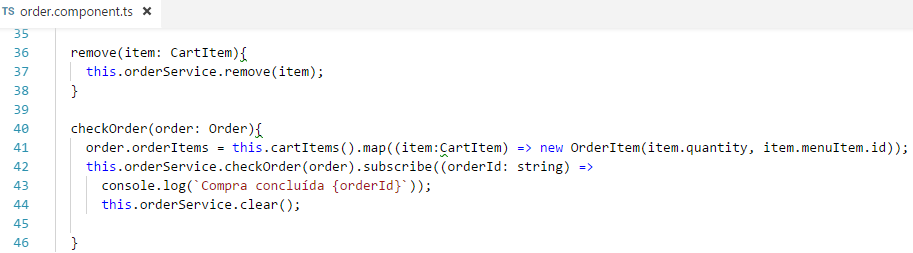 TS order.component.ts ×
35
36 remove(item: CartItem){
37 this.orderService.remove(item);
38 }
39
40 checkOrder(order: Order){
41 order.orderItems = this.cartItems().map((item:CartItem) => new OrderItem(item.quantity, item.menuItem.id));
42 this.orderService.checkOrder(order).subscribe((orderId: string) =>
43 console.log(`Compra concluída {orderId}`));
44 this.orderService.clear();
45
46 }